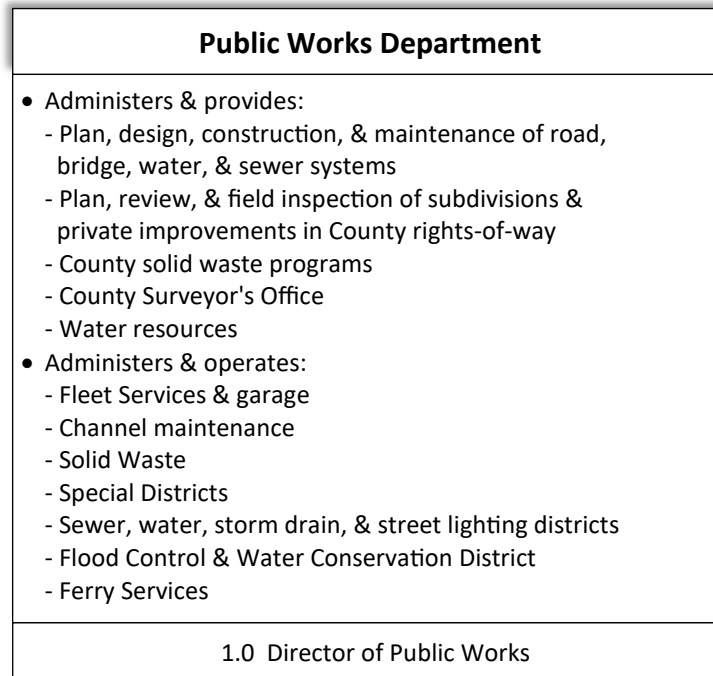 Public Works Department
• Administers & provides:
- Plan, design, construction, & maintenance of road,
bridge, water, & sewer systems
- Plan, review, & field inspection of subdivisions &
private improvements in County rights-of-way
- County solid waste programs
- County Surveyor's Office
- Water resources
• Administers & operates:
- Fleet Services & garage
- Channel maintenance
- Solid Waste
- Special Districts
- Sewer, water, storm drain, & street lighting districts
- Flood Control & Water Conservation District
- Ferry Services
1.0 Director of Public Works